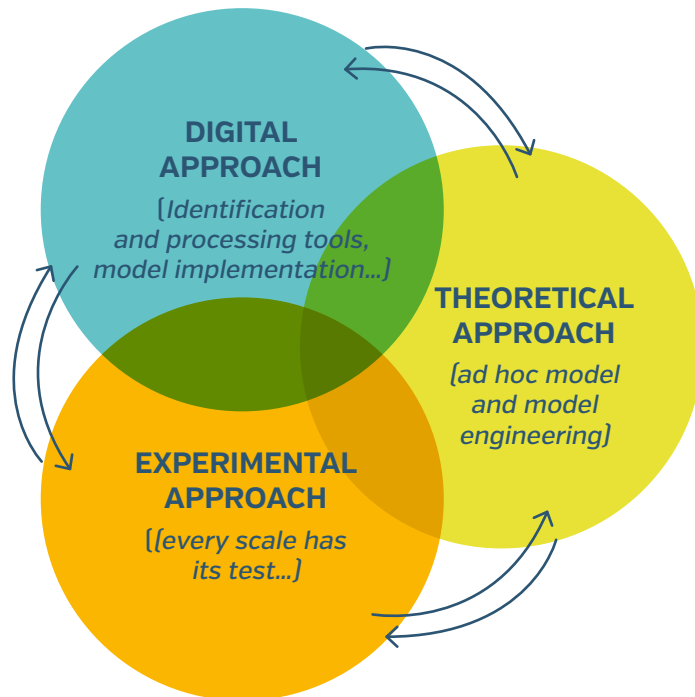 DIGITAL
APPROACH
(Identification
and processing tools,
model implementation...)
THEORETICAL
APPROACH
(ad hoc model
and model
engineering)
EXPERIMENTAL
APPROACH
((every scale has
its test...)